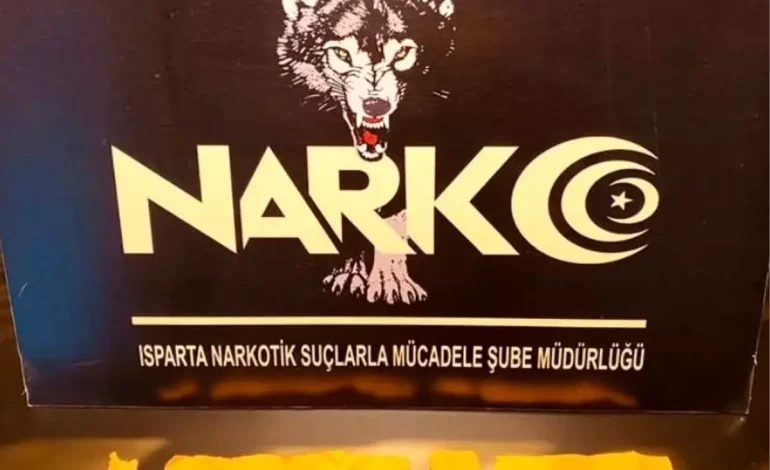 NARKO
ISPARTA NARKOTİK SUÇLARLA MÜCADELE ŞUBE MÜDÜRLÜĞÜ